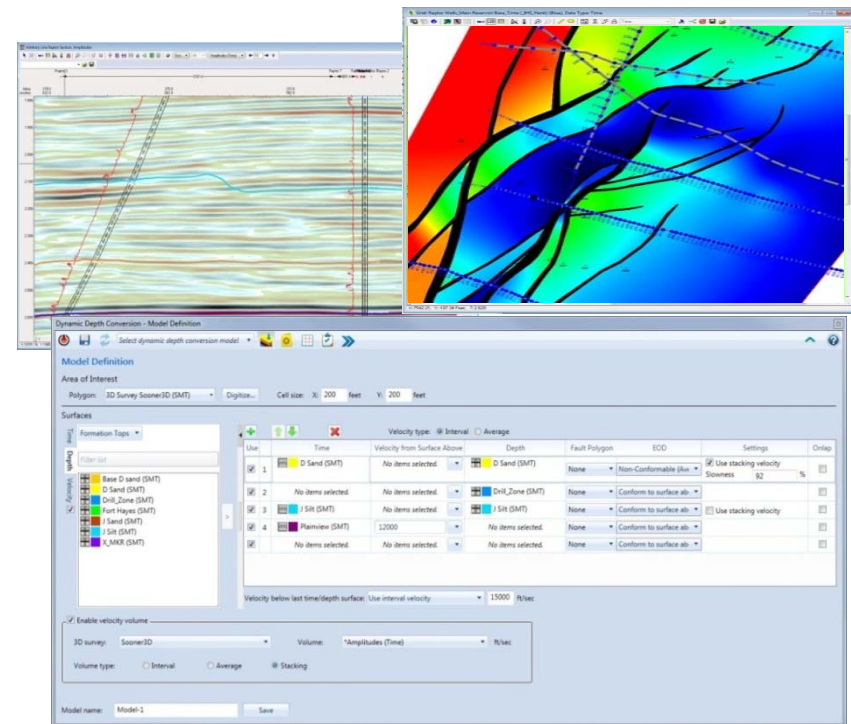 Arbitrary Line Raster Section, Amplitudes
Dynamic Depth Conversion - Model Definition
Select dynamic depth conversion model
Model Definition
Area of Interest
Polygon: 3D Survey Sooner3D (SMT) Digitize... Cell size: X: 200 feet Y: 200 feet
Surfaces
Time
Depth
Velocity
Formation Tops
Filter list
Base D sand (SMT)
D Sand (SMT)
Drill_Zone (SMT)
Fort Hayes (SMT)
J Sand (SMT)
J Silt (SMT)
X_MKR (SMT)
>
Velocity type: Interval Average
Use Time Velocity from Surface Above Depth Fault Polygon EOD Settings Onlap
1 D Sand (SMT) No items selected. D Sand (SMT) None Non-Conformable (Aw Use stacking velocity
Slowness 92 %
2 No items selected. No items selected. Drill_Zone (SMT) None Conform to surface ab
3 J Silt (SMT) No items selected. J Silt (SMT) None Conform to surface ab Use stacking velocity
4 Plainview (SMT) 12000 No items selected. None Conform to surface ab
No items selected. No items selected. No items selected. None Conform to surface ab
Velocity below last time/depth surface: Use interval velocity 15000 ft/sec
Enable velocity volume
3D survey: Sooner3D Volume: *Amplitudes (Time) ft/sec
Volume type: Interval Average Stacking
Model name: Model-1 Save